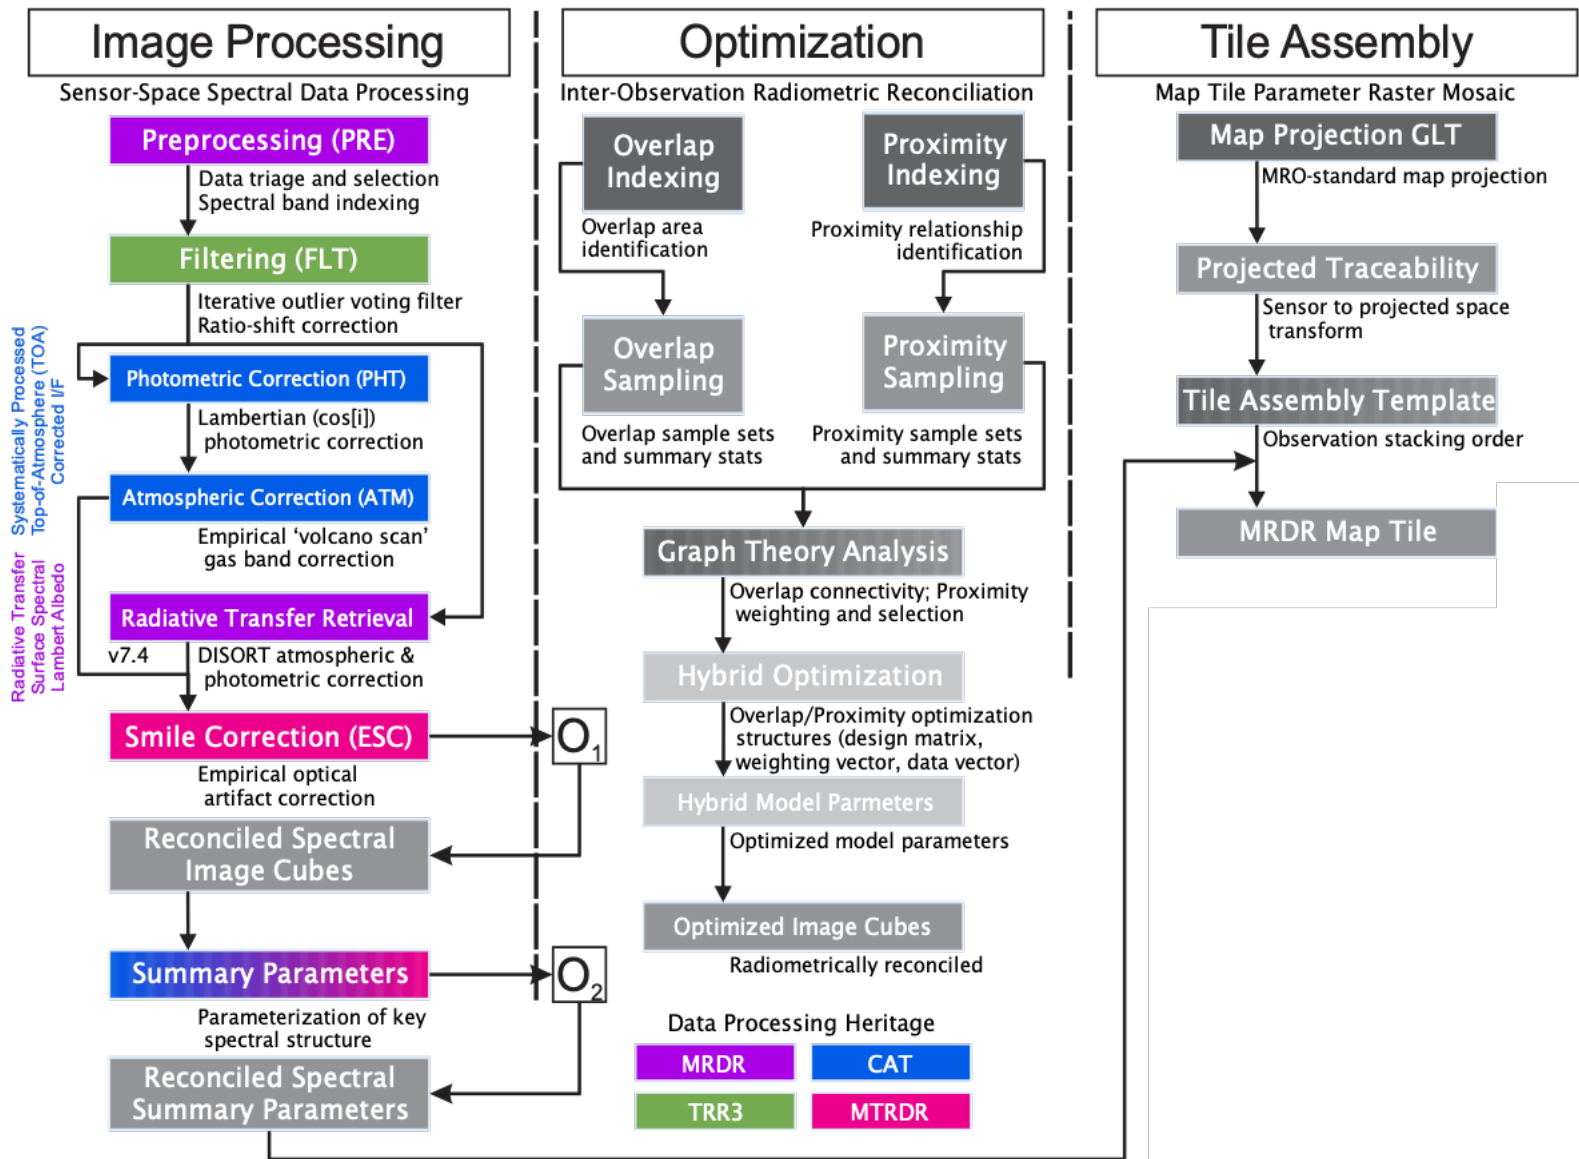 Image Processing
Sensor-Space Spectral Data Processing
Preprocessing (PRE)
Data triage and selection
Spectral band indexing
Filtering (FLT)
Iterative outlier voting filter
Ratio-shift correction
Systematically Processed
Top-of-Atmosphere (TOA)
Corrected I/F
Photometric Correction (PHT)
Lambertian (cos[i])
photometric correction
Atmospheric Correction (ATM)
Empirical ‘volcano scan’
gas band correction
Radiative Transfer
Surface Spectral
Lambert Albedo
Radiative Transfer Retrieval
v7.4
DISORT atmospheric &
photometric correction
Smile Correction (ESC)
Empirical optical
artifact correction
Reconciled Spectral
Image Cubes
Summary Parameters
Parameterization of key
spectral structure
Reconciled Spectral
Summary Parameters
O1
O2
Optimization
Inter-Observation Radiometric Reconciliation
Overlap
Indexing
Overlap area
identification
Proximity
Indexing
Proximity relationship
identification
Overlap
Sampling
Overlap sample sets
and summary stats
Proximity
Sampling
Proximity sample sets
and summary stats
Graph Theory Analysis
Overlap connectivity; Proximity
weighting and selection
Hybrid Optimization
Overlap/Proximity optimization
structures (design matrix,
weighting vector, data vector)
Hybrid Model Parmeters
Optimized model parameters
Optimized Image Cubes
Radiometrically reconciled
Data Processing Heritage
MRDR
CAT
TRR3
MTRDR
Tile Assembly
Map Tile Parameter Raster Mosaic
Map Projection GLT
MRO-standard map projection
Projected Traceability
Sensor to projected space
transform
Tile Assembly Template
Observation stacking order
MRDR Map Tile